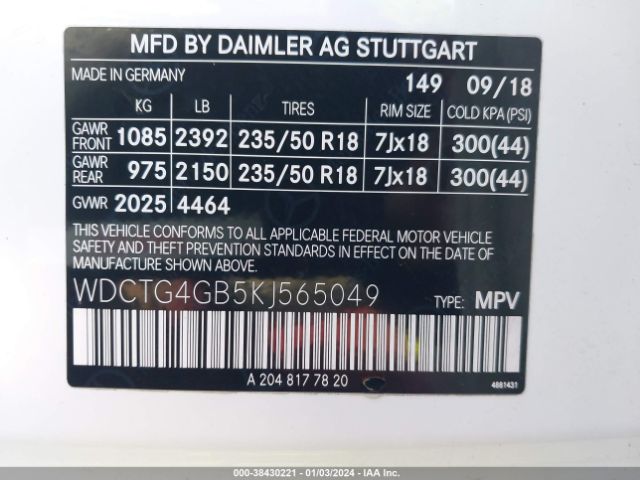 MFD BY DAIMLER AG STUTTGART
MADE IN GERMANY 149 09/18
KG LB TIRES RIM SIZE COLD KPA (PSI)
GAWR FRONT 1085 2392 235/50 R18 7Jx18 300(44)
GAWR REAR 975 2150 235/50 R18 7Jx18 300(44)
GVWR 2025 4464
THIS VEHICLE CONFORMS TO ALL APPLICABLE FEDERAL MOTOR VEHICLE
SAFETY AND THEFT PREVENTION STANDARDS IN EFFECT ON THE DATE OF
MANUFACTURE SHOWN ABOVE.
WDCTG4GB5KJ565049 TYPE: MPV
A 204 817 78 20 4881431
© COPART - 38430221 - 01/03/2024 - IAA Inc.